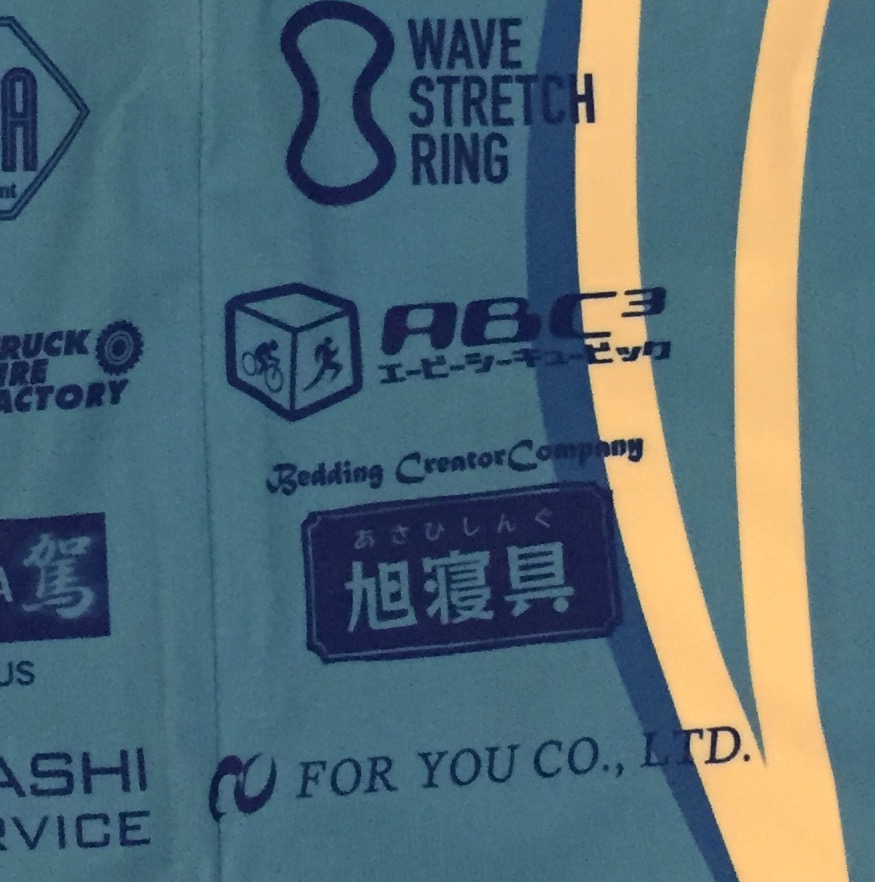 A
nt
WAVE
STRETCH
RING
RUCK
IRE
ACTORY
ABC³
エービーシーキュービック
Bedding Creator Company
あさひしんぐ
旭寝具
A 駕
US
ASHI
RVICE
FOR YOU CO., LTD.